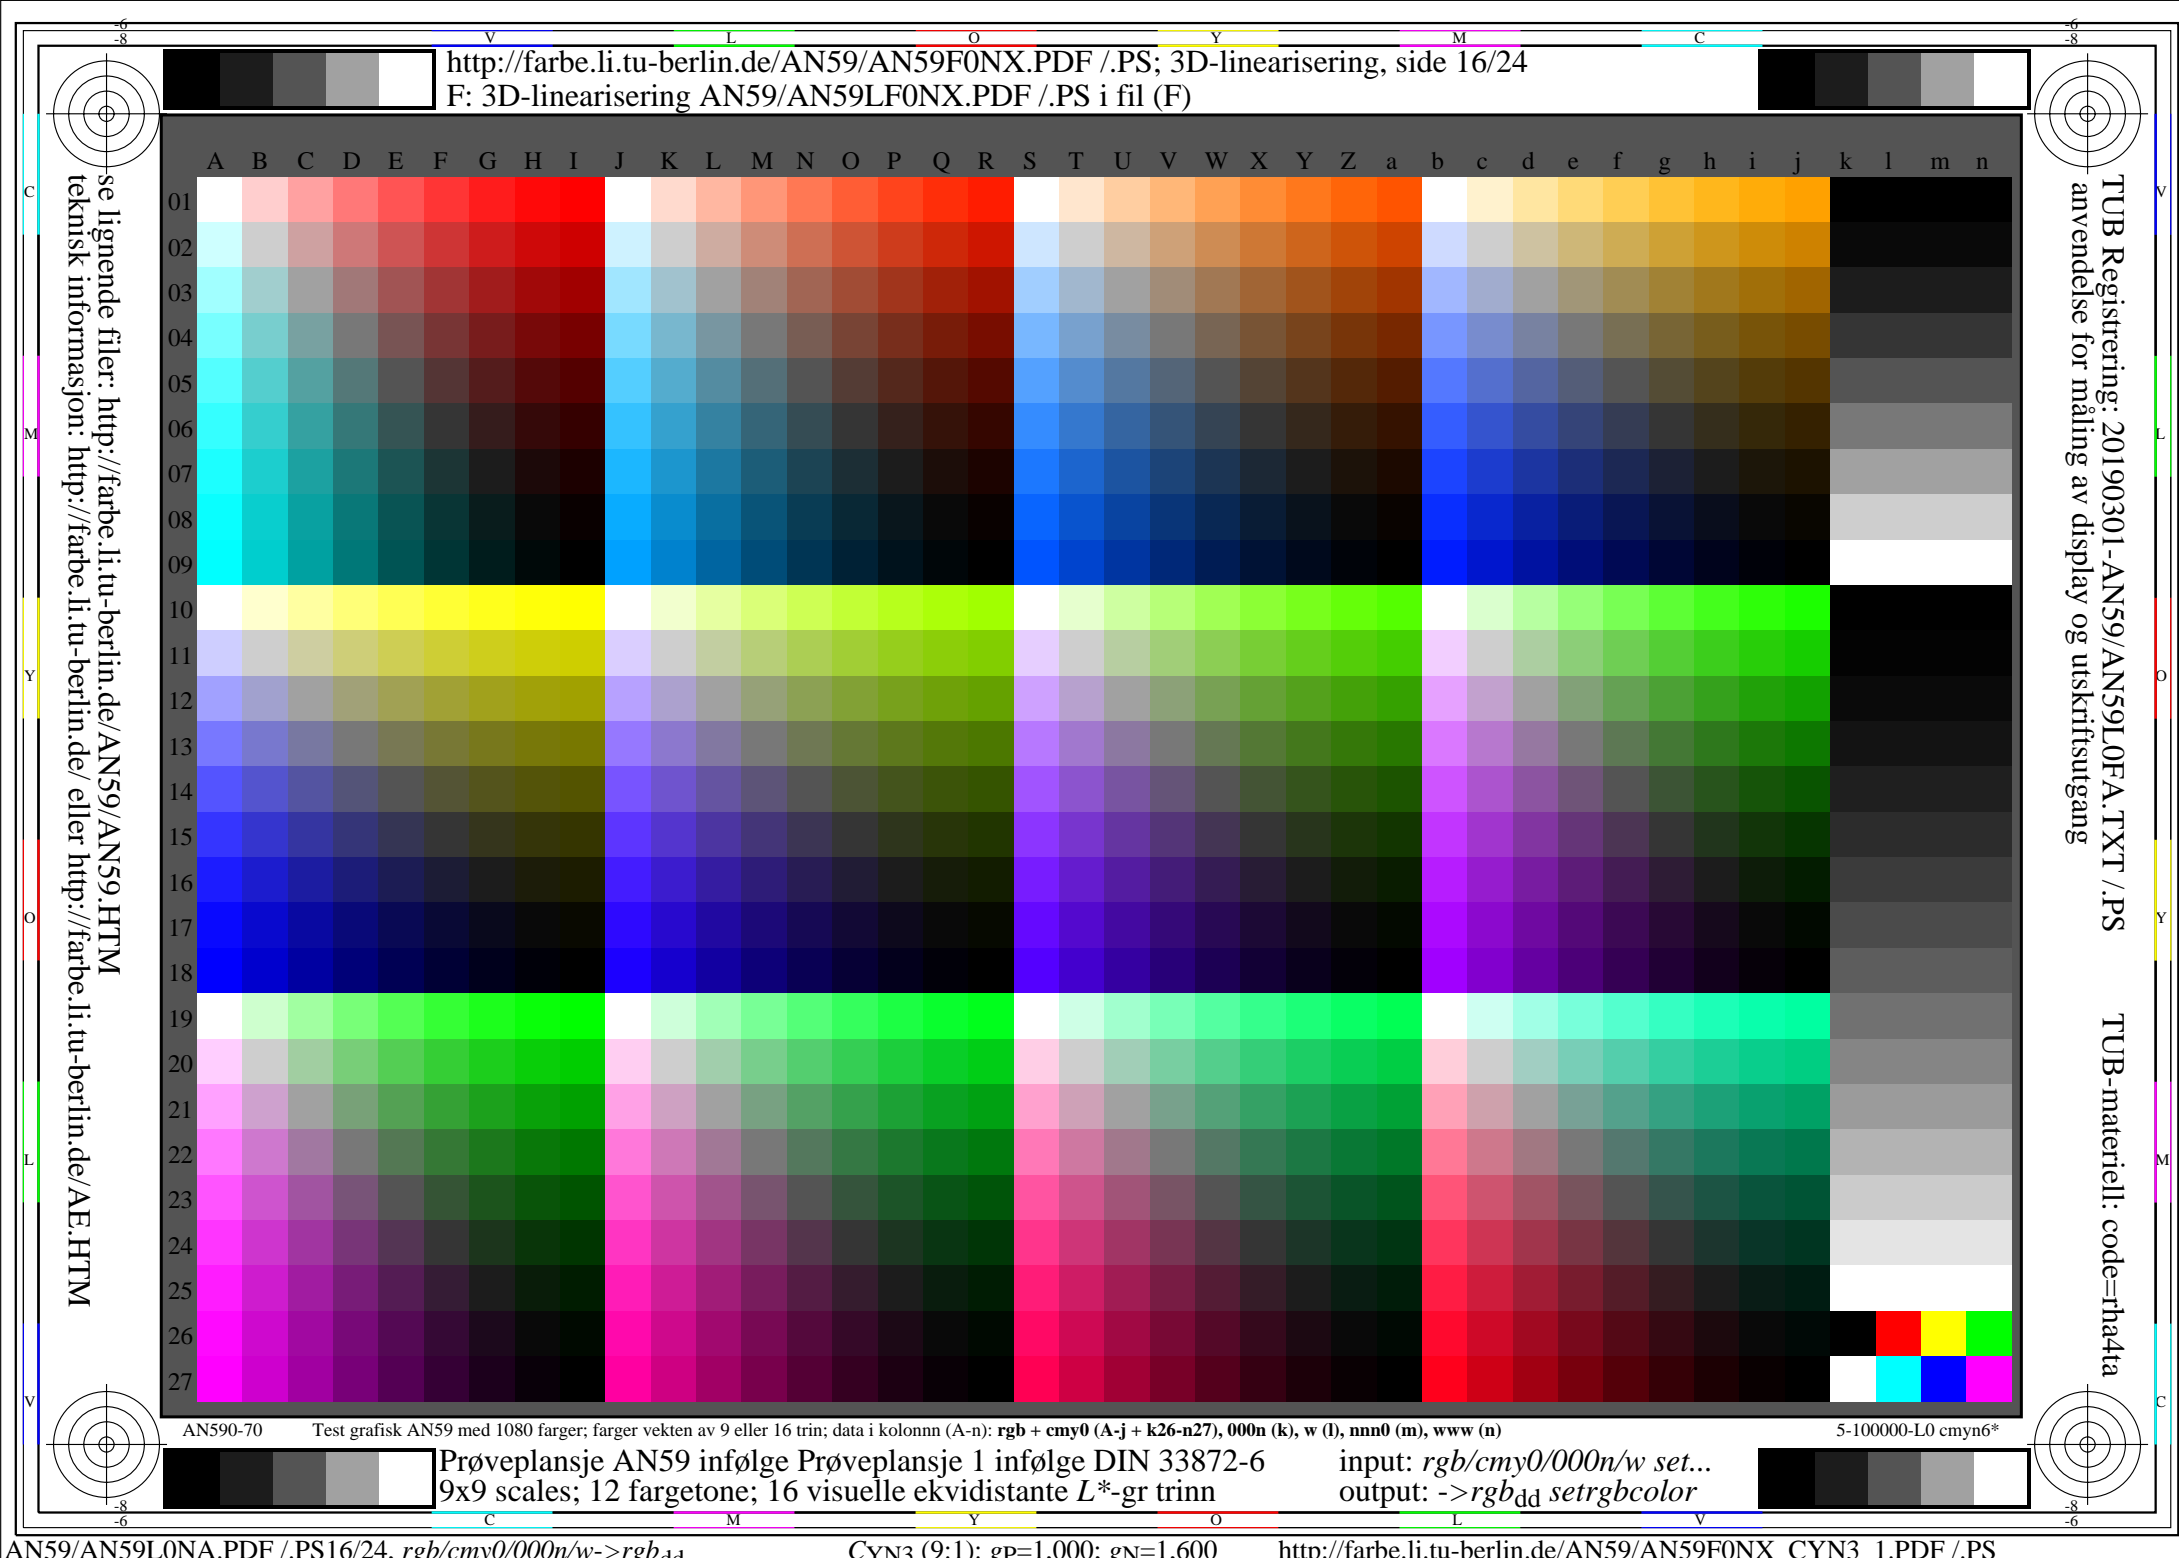 -6
-8
V
L
O
Y
M
C
-6
-8
http://farbe.li.tu-berlin.de/AN59/AN59F0NX.PDF /.PS; 3D-linearisering, side 16/24
F: 3D-linearisering AN59/AN59LF0NX.PDF /.PS i fil (F)
A B C D E F G H I J K L M N O P Q R S T U V W X Y Z a b c d e f g h i j k l m n
01
02
03
04
05
06
07
08
09
10
11
12
13
14
15
16
17
18
19
20
21
22
23
24
25
26
27
C
M
Y
O
L
V
se lignende filer: http://farbe.li.tu-berlin.de/AN59/AN59.HTM
teknisk informasjon: http://farbe.li.tu-berlin.de/ eller http://farbe.li.tu-berlin.de/AE.HTM
TUB Registrering: 20190301-AN59/AN59L0FA.TXT /.PS
anvendelse for måling av display og utskriftsutgang
TUB-materiell: code=rha4ta
V
L
O
Y
M
C
AN590-70
Test grafisk AN59 med 1080 farger; farger vekten av 9 eller 16 trin; data i kolonnn (A-n): rgb + cmy0 (A-j + k26-n27), 000n (k), w (l), nnn0 (m), www (n)
5-100000-L0 cmyn6*
Prøveplansje AN59 infølge Prøveplansje 1 infølge DIN 33872-6
9x9 scales; 12 fargetone; 16 visuelle ekvidistante L*-gr trinn
input: rgb/cmy0/000n/w set...
output: ->rgbdd setrgbcolor
-8
-6
C
M
Y
O
L
V
-8
-6
AN59/AN59L0NA.PDF /.PS16/24, rgb/cmy0/000n/w->rgbdd
CYN3 (9:1): gP=1,000; gN=1,600
http://farbe.li.tu-berlin.de/AN59/AN59F0NX_CYN3_1.PDF /.PS